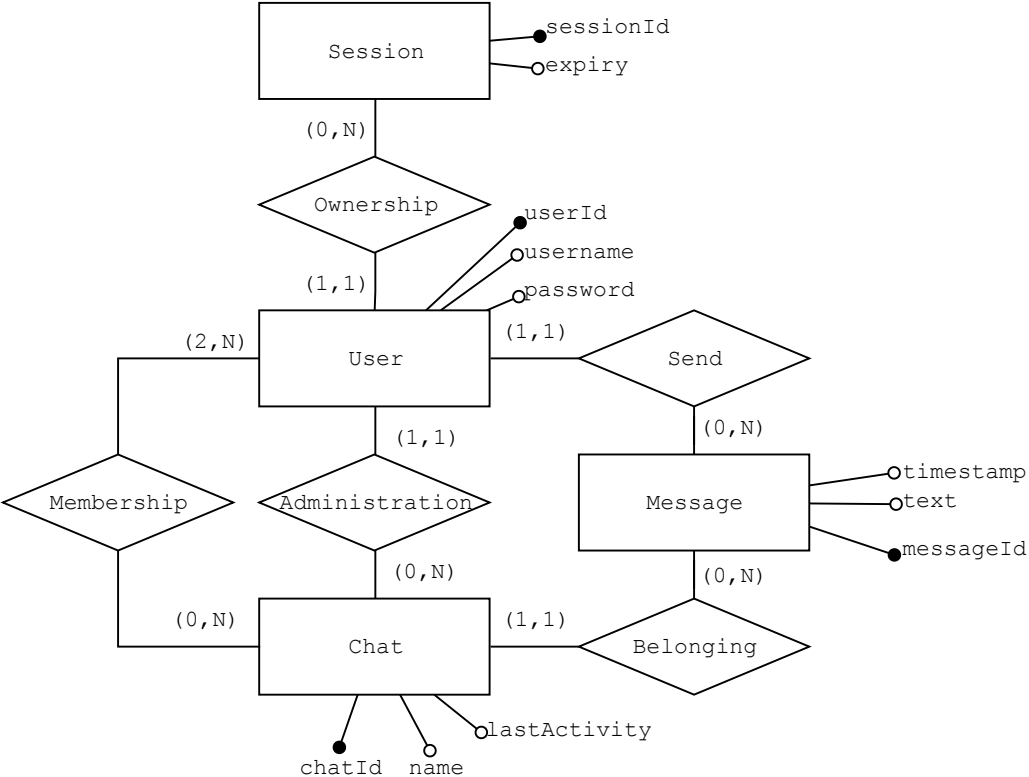 sessionId
Session
expiry
(0,N)
Ownership
userId
username
(1,1)
password
(2,N)
(1,1)
User
Send
(1,1)
(0,N)
timestamp
Membership
Administration
Message
text
messageId
(0,N)
(0,N)
(0,N)
(1,1)
Chat
Belonging
lastActivity
chatId
name